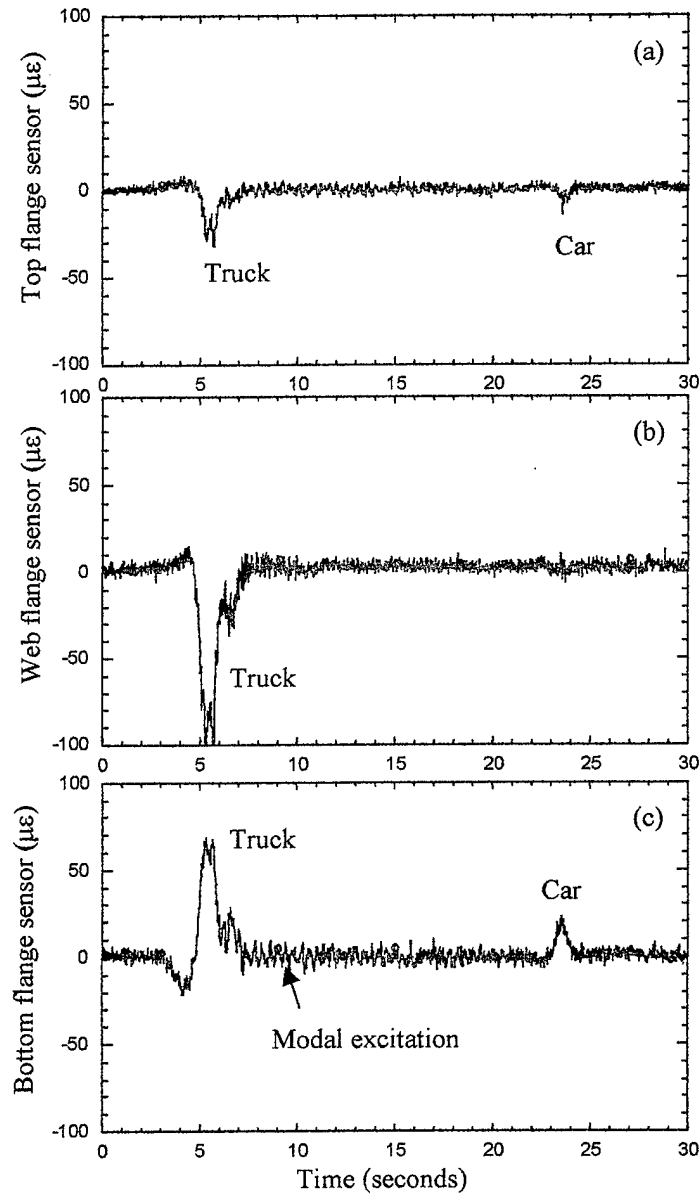 100
50
0
-50
-100
Top flange sensor (με)
(a)
Truck
Car
0 5 10 15 20 25 30
100
50
0
-50
-100
Web flange sensor (με)
(b)
Truck
0 5 10 15 20 25 30
100
50
0
-50
-100
Bottom flange sensor (με)
(c)
Truck
Car
Modal excitation
0 5 10 15 20 25 30
Time (seconds)